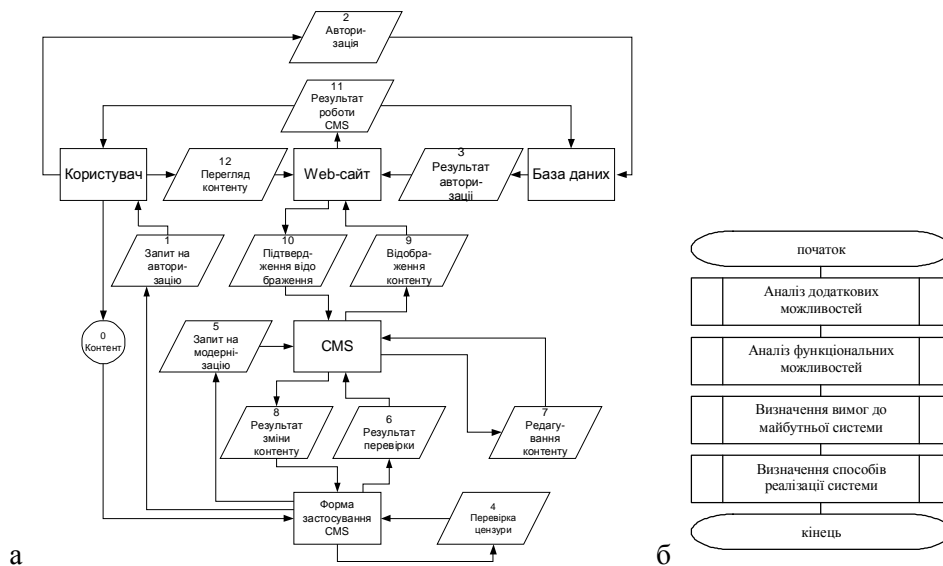 2
Автори-
зація
11
Результат
роботи
CMS
Користувач
12
Перегляд
контенту
Web-сайт
3
Результат
автори-
зації
База даних
1
Запит на
автори-
зацію
10
Підтверд-
ження відо
браження
9
Відобра-
ження
контенту
0
Контент
5
Запит на
модерні-
зацію
CMS
8
Результат
зміни
контенту
6
Результат
перевірки
7
Редагу-
вання
контенту
Форма
застосування
CMS
4
Перевірка
цензури
а
початок
Аналіз додаткових
можливостей
Аналіз функціональних
можливостей
Визначення вимог до
майбутньої системи
Визначення способів
реалізації системи
кінець
б